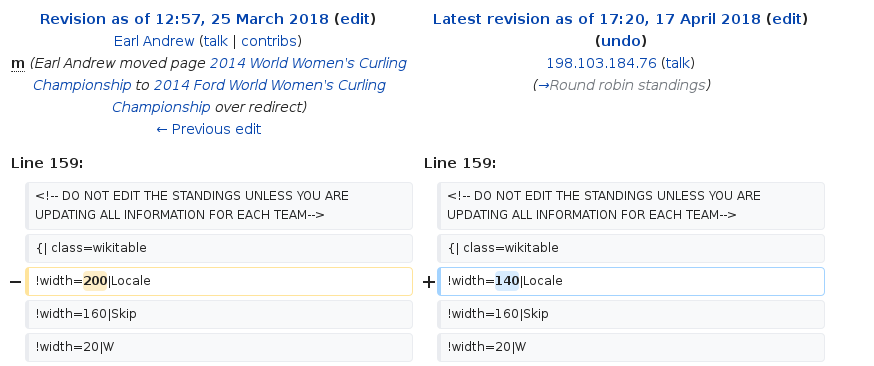 Revision as of 12:57, 25 March 2018 (edit)
Earl Andrew (talk | contribs)
m (Earl Andrew moved page 2014 World Women's Curling
Championship to 2014 Ford World Women's Curling
Championship over redirect)
← Previous edit
Latest revision as of 17:20, 17 April 2018 (edit)
(undo)
198.103.184.76 (talk)
(→Round robin standings)
Line 159:
Line 159:
<!-- DO NOT EDIT THE STANDINGS UNLESS YOU ARE
UPDATING ALL INFORMATION FOR EACH TEAM-->
<!-- DO NOT EDIT THE STANDINGS UNLESS YOU ARE
UPDATING ALL INFORMATION FOR EACH TEAM-->
{| class=wikitable
{| class=wikitable
− !width=200|Locale
+ !width=140|Locale
!width=160|Skip
!width=160|Skip
!width=20|W
!width=20|W